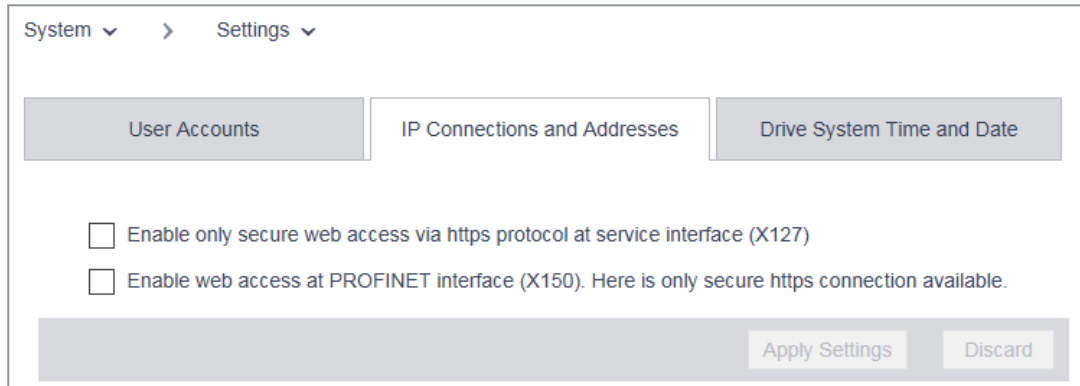 System > Settings
User Accounts IP Connections and Addresses Drive System Time and Date
Enable only secure web access via https protocol at service interface (X127)
Enable web access at PROFINET interface (X150). Here is only secure https connection available.
Apply Settings Discard